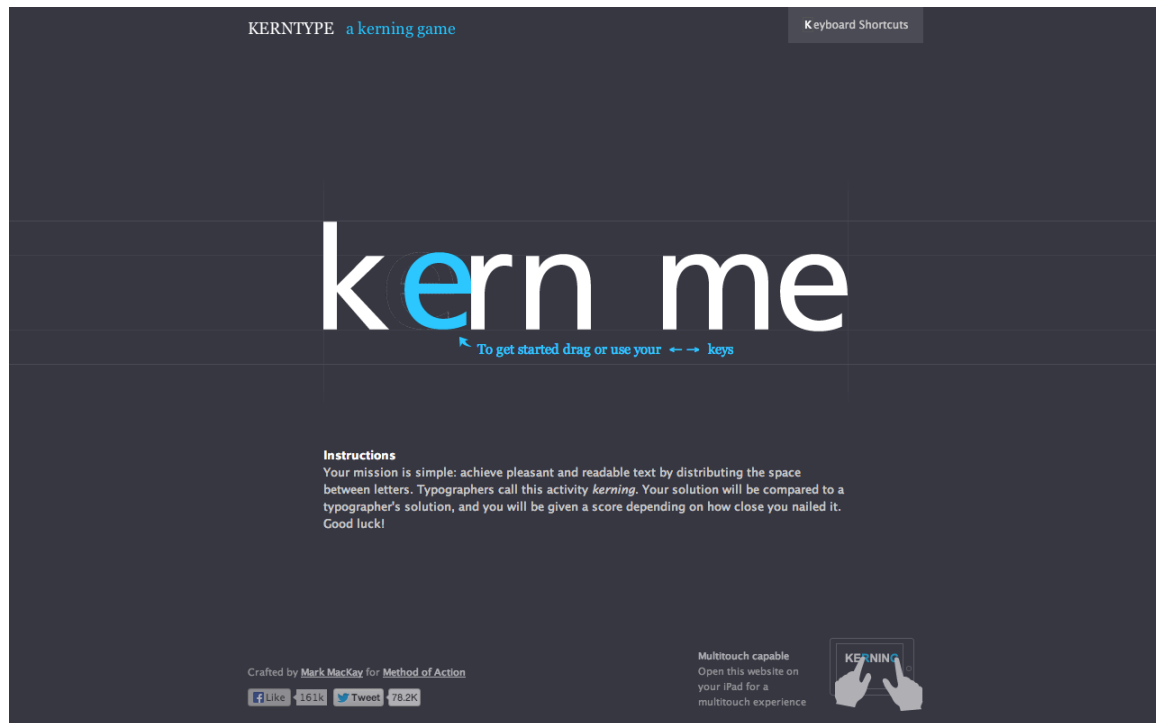 KERNTYPE a kerning game
Keyboard Shortcuts
kern me
To get started drag or use your ← → keys
Instructions
Your mission is simple: achieve pleasant and readable text by distributing the space
between letters. Typographers call this activity kerning. Your solution will be compared to a
typographer's solution, and you will be given a score depending on how close you nailed it.
Good luck!
Multitouch capable
Open this website on
your iPad for a
multitouch experience
KERNING
Crafted by Mark MacKay for Method of Action
Like 161k Tweet 78.2K